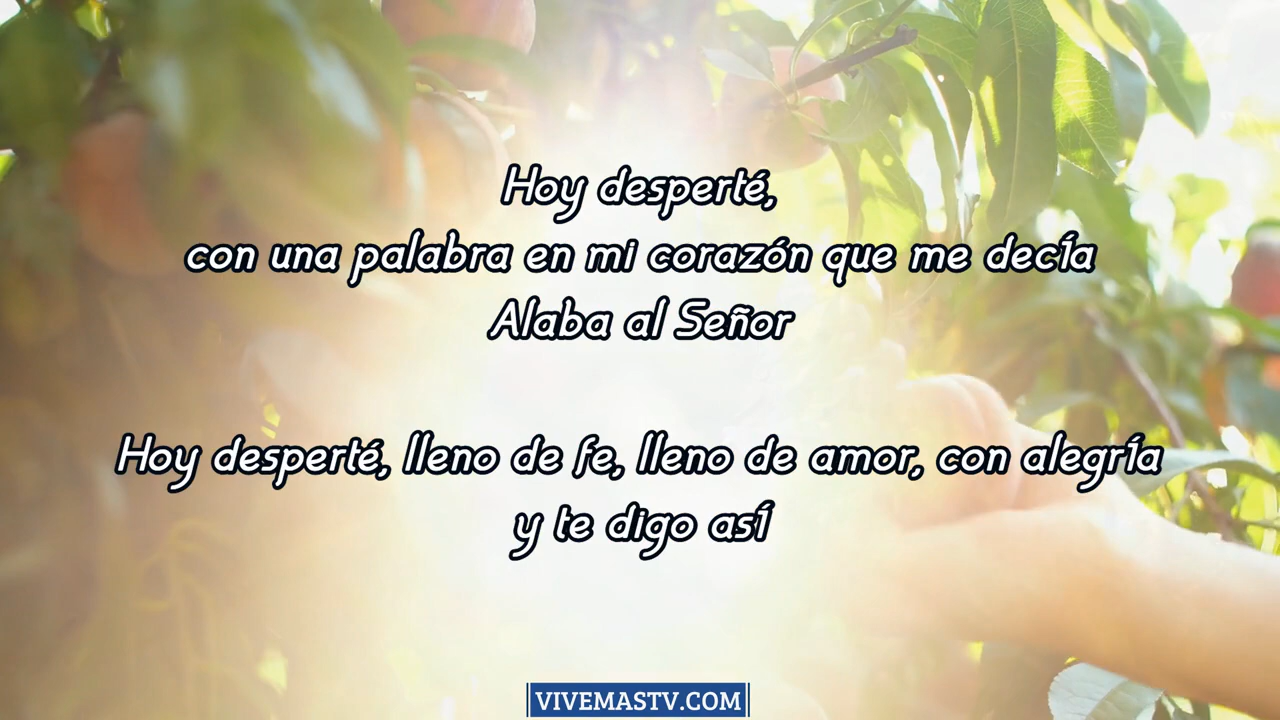 Hoy desperté,
con una palabra en mi corazón que me decía
Alaba al Señor
Hoy desperté, lleno de fe, lleno de amor, con alegría
y te digo así
VIVEMASTV.COM